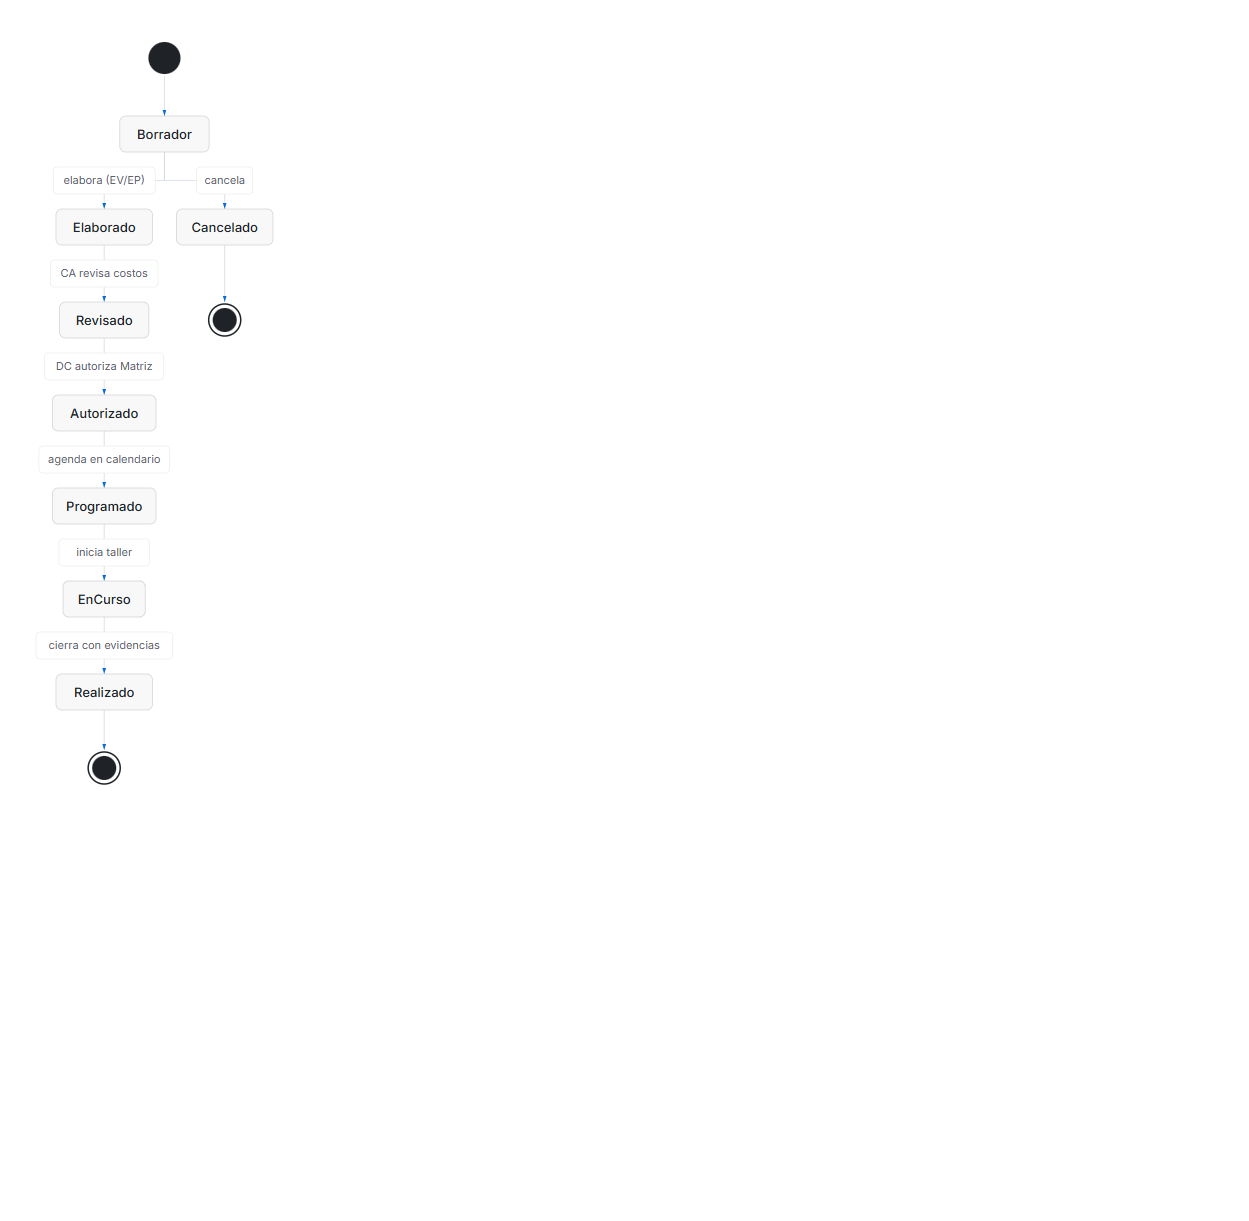 Borrador
elabora (EV/EP)
cancela
Elaborado
Cancelado
CA revisa costos
Revisado
DC autoriza Matriz
Autorizado
agenda en calendario
Programado
inicia taller
EnCurso
cierra con evidencias
Realizado